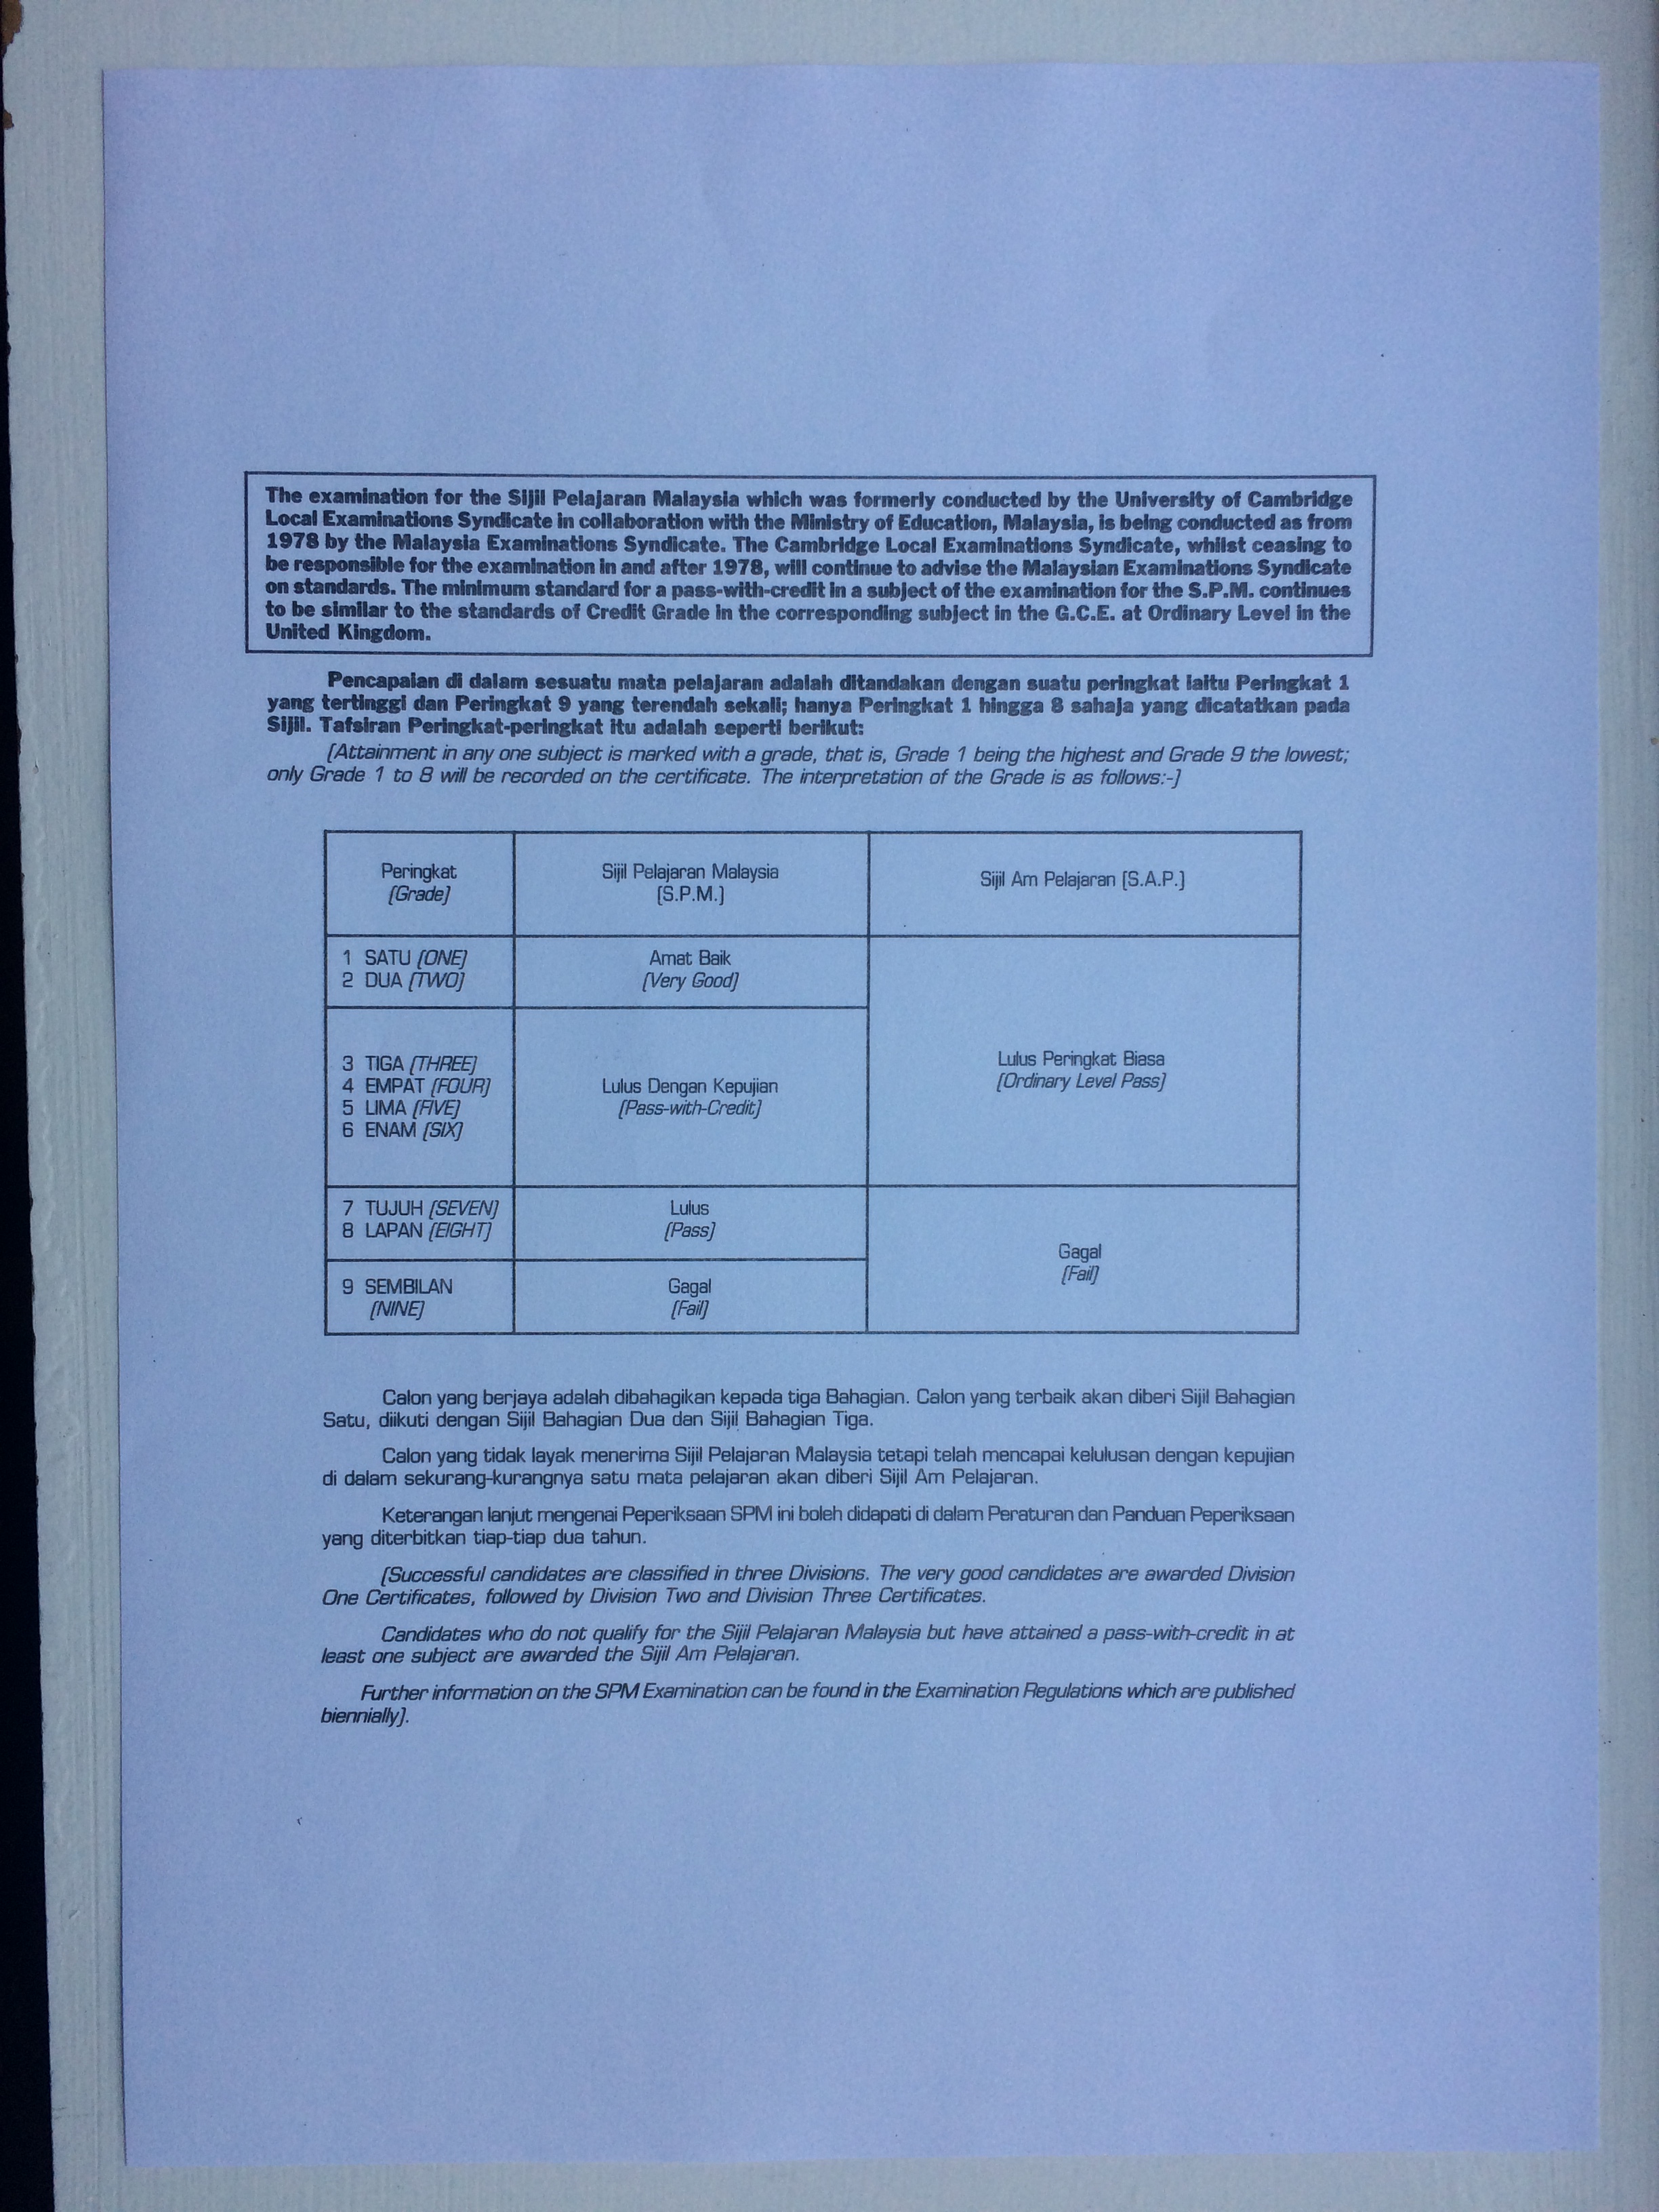 The examination for the Sijil Pelajaran Malaysia which was formerly conducted by the University of Cambridge
Local Examinations Syndicate in collaboration with the Ministry of Education, Malaysia, is being conducted as from
1978 by the Malaysia Examinations Syndicate. The Cambridge Local Examinations Syndicate, whilst ceasing to
be responsible for the examination in and after 1978, will continue to advise the Malaysian Examinations Syndicate
on standards. The minimum standard for a pass-with-credit in a subject of the examination for the S.P.M. continues
to be similar to the standards of Credit Grade in the corresponding subject in the G.C.E. at Ordinary Level in the
United Kingdom.
Pencapaian di dalam sesuatu mata pelajaran adalah ditandakan dengan suatu peringkat iaitu Peringkat 1
yang tertinggi dan Peringkat 9 yang terendah sekali; hanya Peringkat 1 hingga 8 sahaja yang dicatatkan pada
Sijil. Tafsiran Peringkat-peringkat itu adalah seperti berikut:
[Attainment in any one subject is marked with a grade, that is, Grade 1 being the highest and Grade 9 the lowest;
only Grade 1 to 8 will be recorded on the certificate. The interpretation of the Grade is as follows:-]
Peringkat
[Grade]
Sijil Pelajaran Malaysia
[S.P.M.]
Sijil Am Pelajaran [S.A.P.]
1 SATU [ONE]
2 DUA [TWO]
Amat Baik
[Very Good]
3 TIGA [THREE]
4 EMPAT [FOUR]
5 LIMA [FIVE]
6 ENAM [SIX]
Lulus Dengan Kepujian
[Pass-with-Credit]
Lulus Peringkat Biasa
[Ordinary Level Pass]
7 TUJUH [SEVEN]
8 LAPAN [EIGHT]
Lulus
[Pass]
9 SEMBILAN
[NINE]
Gagal
[Fail]
Gagal
[Fail]
Calon yang berjaya adalah dibahagikan kepada tiga Bahagian. Calon yang terbaik akan diberi Sijil Bahagian
Satu, diikuti dengan Sijil Bahagian Dua dan Sijil Bahagian Tiga.
Calon yang tidak layak menerima Sijil Pelajaran Malaysia tetapi telah mencapai kelulusan dengan kepujian
di dalam sekurang-kurangnya satu mata pelajaran akan diberi Sijil Am Pelajaran.
Keterangan lanjut mengenai Peperiksaan SPM ini boleh didapati di dalam Peraturan dan Panduan Peperiksaan
yang diterbitkan tiap-tiap dua tahun.
[Successful candidates are classified in three Divisions. The very good candidates are awarded Division
One Certificates, followed by Division Two and Division Three Certificates.
Candidates who do not qualify for the Sijil Pelajaran Malaysia but have attained a pass-with-credit in at
least one subject are awarded the Sijil Am Pelajaran.
Further information on the SPM Examination can be found in the Examination Regulations which are published
biennially].